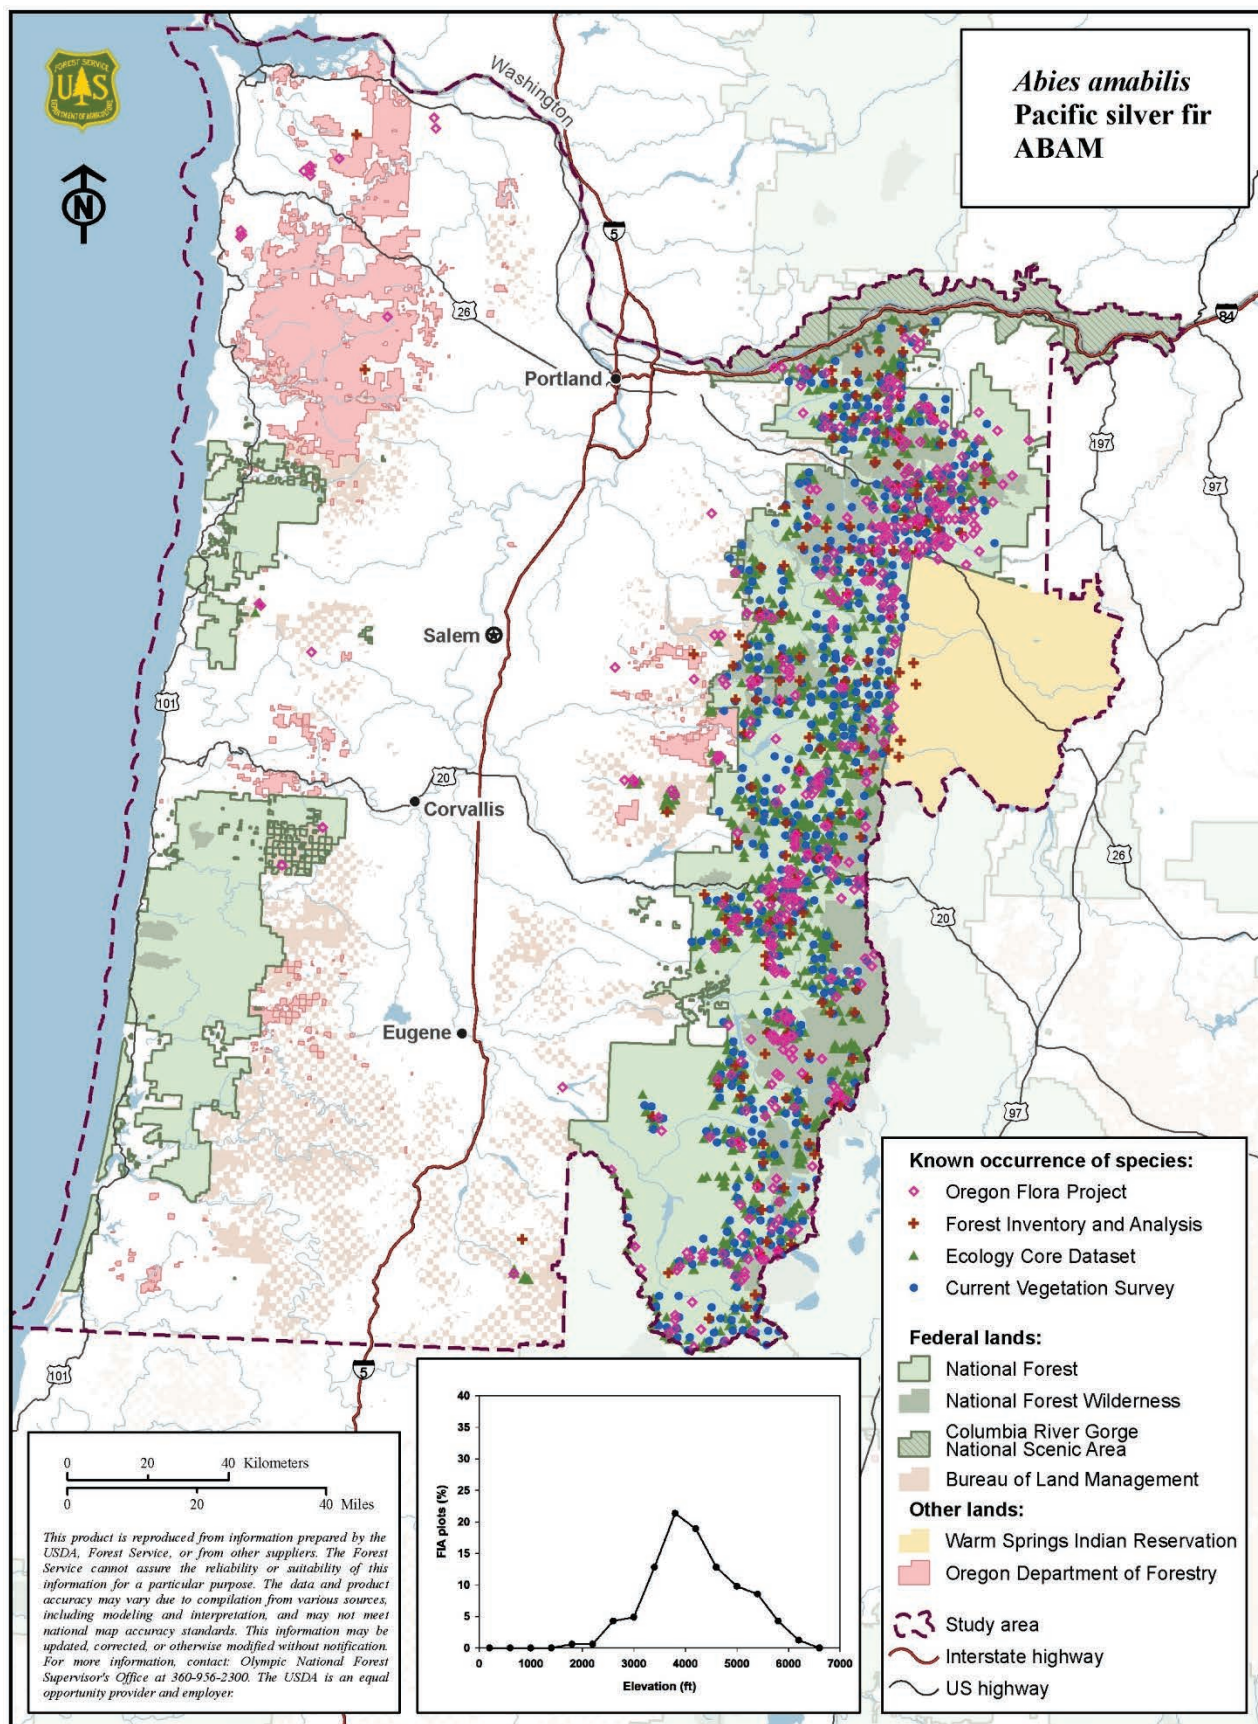 FOREST SERVICE
US
DEPARTMENT OF AGRICULTURE
N
Abies amabilis
Pacific silver fir
ABAM
Washington
5
26
84
Portland
197
97
Salem
101
20
Corvallis
26
20
Eugene
97
101
5
Known occurrence of species:
Oregon Flora Project
Forest Inventory and Analysis
Ecology Core Dataset
Current Vegetation Survey
Federal lands:
National Forest
National Forest Wilderness
Columbia River Gorge
National Scenic Area
Bureau of Land Management
Other lands:
Warm Springs Indian Reservation
Oregon Department of Forestry
Study area
Interstate highway
US highway
0 20 40 Kilometers
0 20 40 Miles
This product is reproduced from information prepared by the
USDA, Forest Service, or from other suppliers. The Forest
Service cannot assure the reliability or suitability of this
information for a particular purpose. The data and product
accuracy may vary due to compilation from various sources,
including modeling and interpretation, and may not meet
national map accuracy standards. This information may be
updated, corrected, or otherwise modified without notification.
For more information, contact: Olympic National Forest
Supervisor's Office at 360-956-2300. The USDA is an equal
opportunity provider and employer.
40
35
30
25
20
15
10
5
0
FIA plots (%)
0 1000 2000 3000 4000 5000 6000 7000
Elevation (ft)